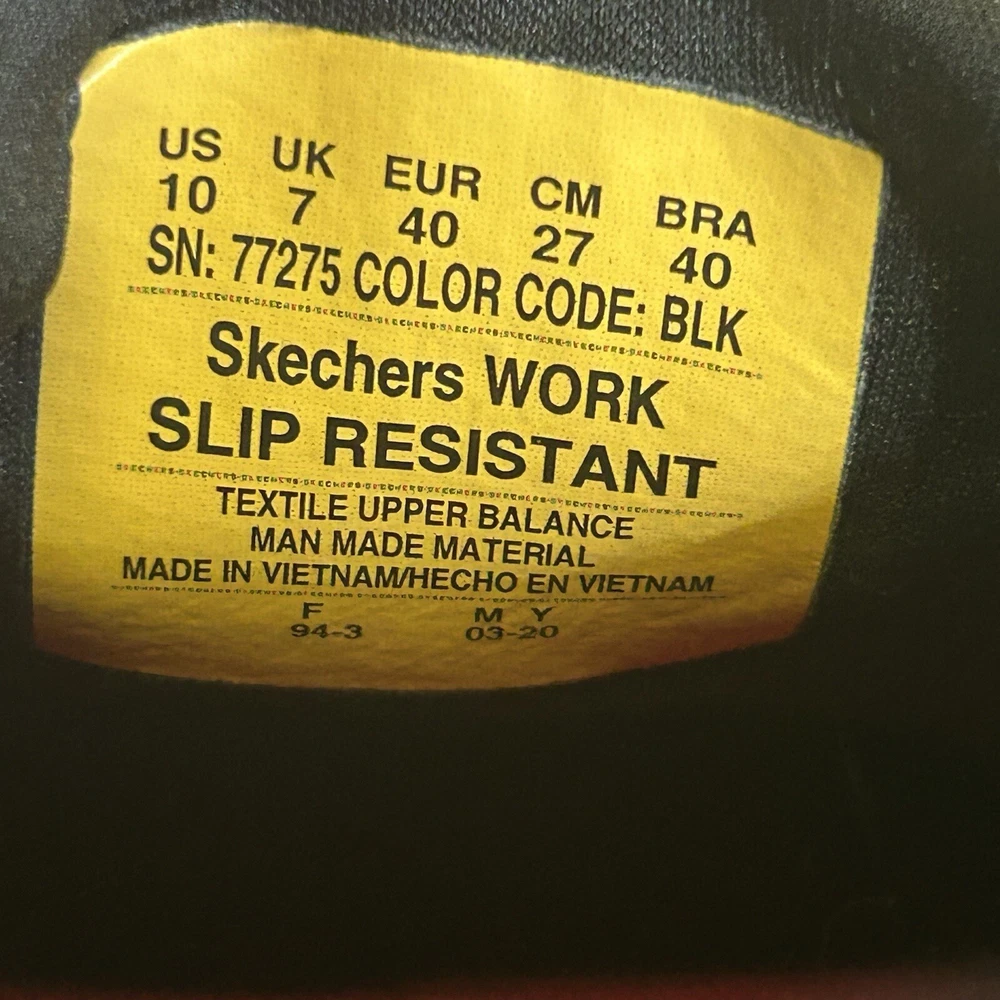 US UK EUR CM BRA
10 7 40 27 40
SN: 77275 COLOR CODE: BLK
Skechers WORK
SLIP RESISTANT
TEXTILE UPPER BALANCE
MAN MADE MATERIAL
MADE IN VIETNAM/HECHO EN VIETNAM
F M Y
94-3 03-20